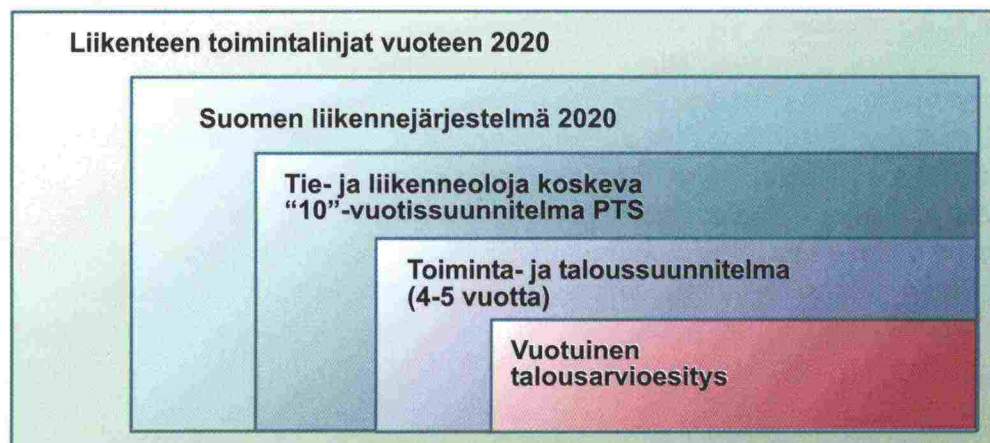 Liikenteen toimintalinjat vuoteen 2020
Suomen liikennejärjestelmä 2020
Tie- ja liikenneoloja koskeva
“10”-vuotissuunnitelma PTS
Toiminta- ja taloussuunnitelma
(4-5 vuotta)
Vuotuinen
talousarvioesitys